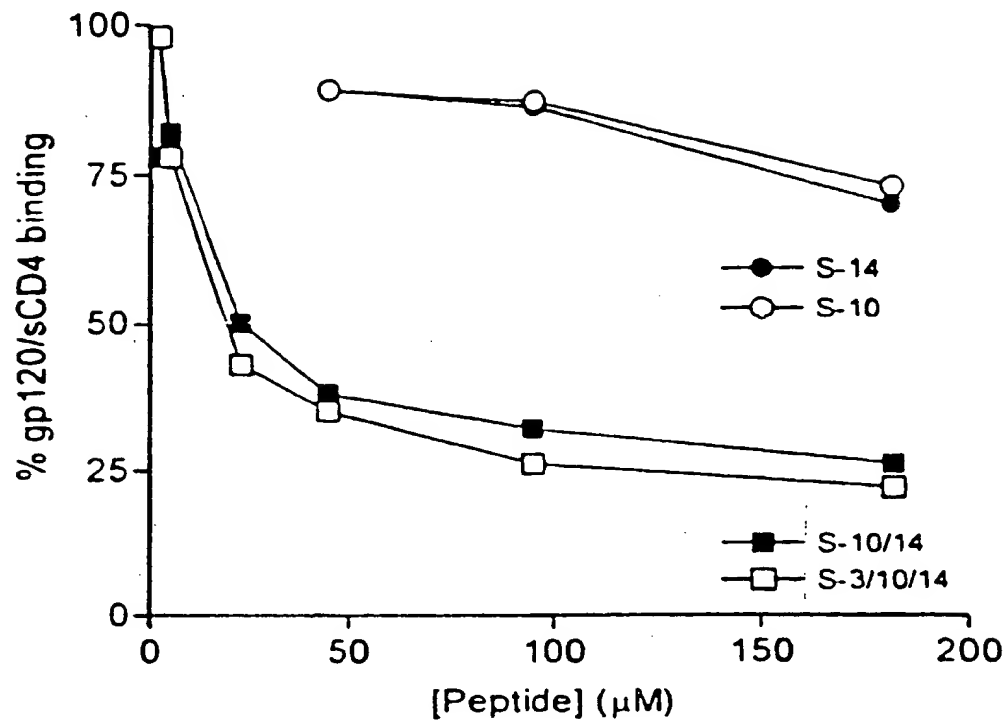 100
75
50
25
0
% gp120/sCD4 binding
S-14
S-10
S-10/14
S-3/10/14
0 50 100 150 200
[Peptide] (μM)